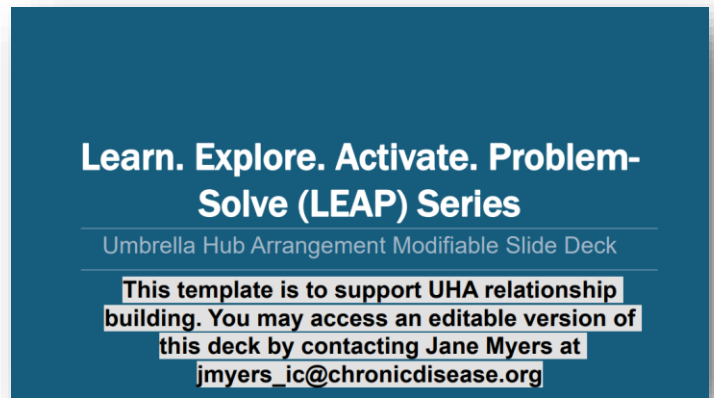 Learn. Explore. Activate. Problem-
Solve (LEAP) Series
Umbrella Hub Arrangement Modifiable Slide Deck
This template is to support UHA relationship
building. You may access an editable version of
this deck by contacting Jane Myers at
jmyers_ic@chronicdisease.org